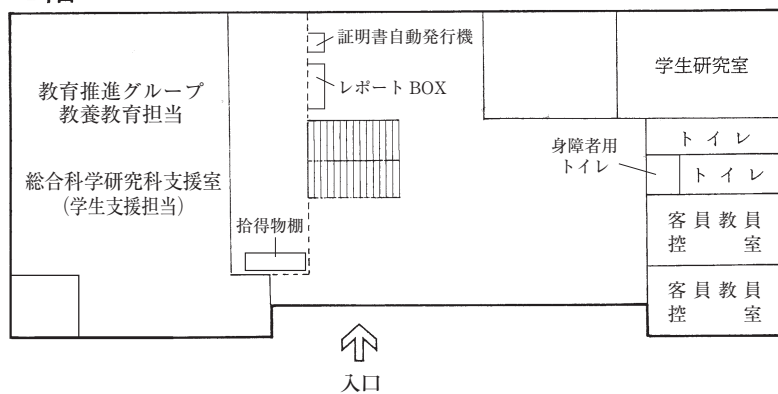 証明書自動発行機
レポート BOX
教育推進グループ
教養教育担当
総合科学研究科支援室
(学生支援担当)
拾得物棚
学生研究室
身障者用
トイレ
トイレ
トイレ
客員教員
控室
客員教員
控室
入口